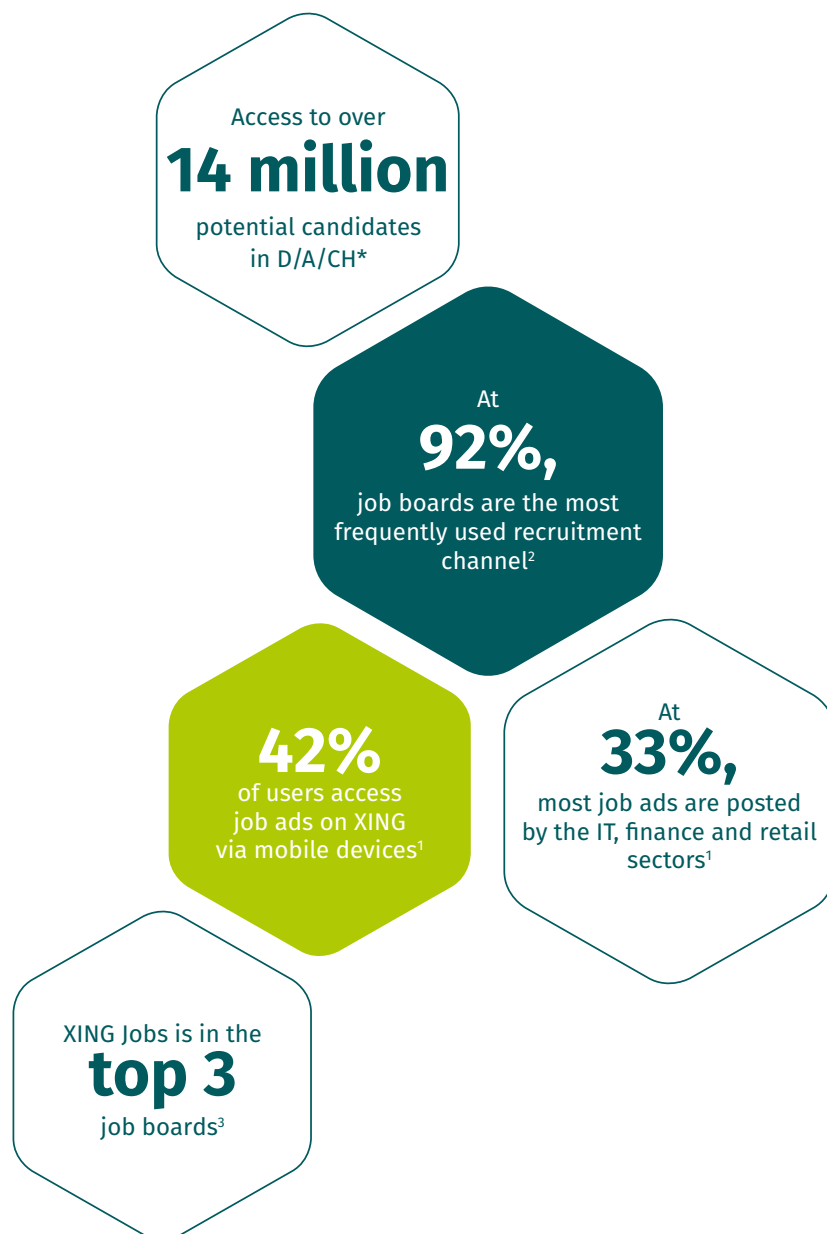 Access to over
14 million
potential candidates
in D/A/CH*
At
92%,
job boards are the most
frequently used recruitment
channel²
42%
of users access
job ads on XING
via mobile devices¹
At
33%,
most job ads are posted
by the IT, finance and retail
sectors¹
XING Jobs is in the
top 3
job boards³